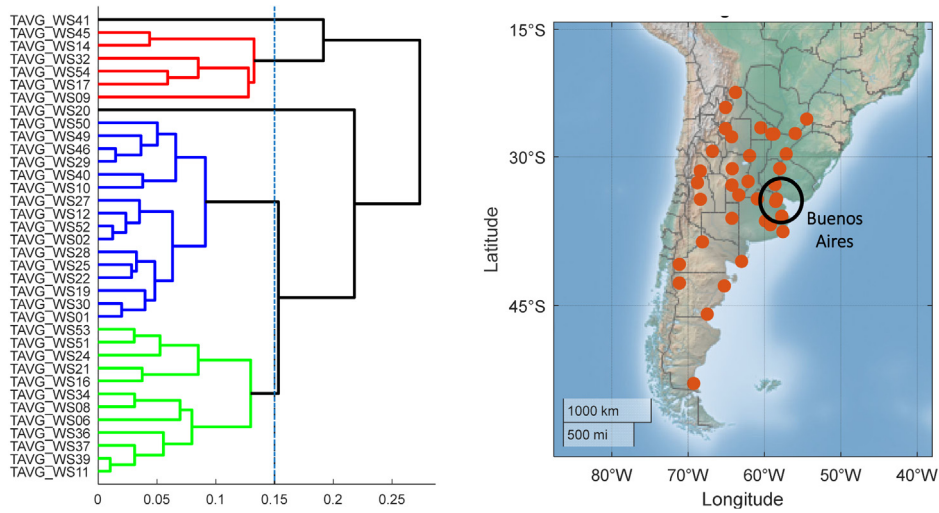 TAVG_WS41
TAVG_WS45
TAVG_WS14
TAVG_WS32
TAVG_WS54
TAVG_WS17
TAVG_WS09
TAVG_WS20
TAVG_WS50
TAVG_WS49
TAVG_WS46
TAVG_WS29
TAVG_WS40
TAVG_WS10
TAVG_WS27
TAVG_WS12
TAVG_WS52
TAVG_WS02
TAVG_WS28
TAVG_WS25
TAVG_WS22
TAVG_WS19
TAVG_WS30
TAVG_WS01
TAVG_WS53
TAVG_WS51
TAVG_WS24
TAVG_WS21
TAVG_WS16
TAVG_WS34
TAVG_WS08
TAVG_WS06
TAVG_WS36
TAVG_WS37
TAVG_WS39
TAVG_WS11
0 0.05 0.1 0.15 0.2 0.25
15°S
30°S
45°S
Latitude
Buenos
Aires
1000 km
500 mi
80°W 70°W 60°W 50°W 40°W
Longitude